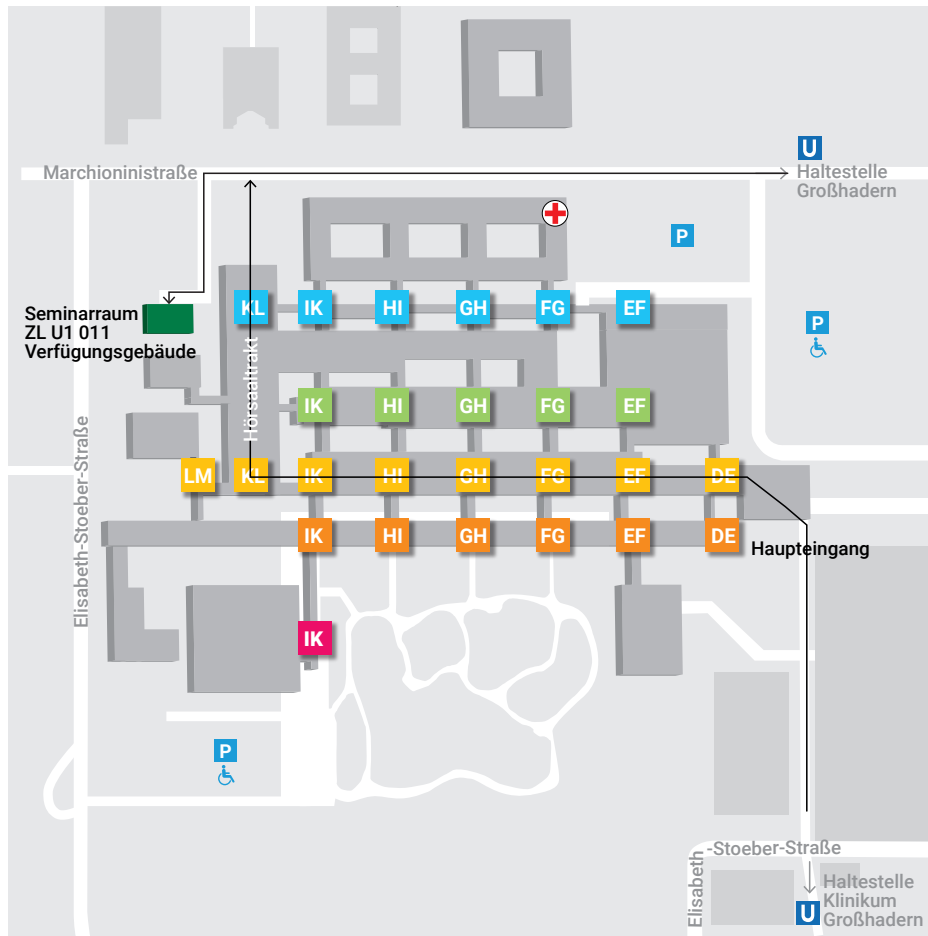 U
Marchioninistraße
Haltestelle
Großhadern
P
Seminarraum
ZL U1 011
Verfügungsgebäude
KL IK HI GH FG EF
P
Hörsaaltrakt
IK HI GH FG EF
Elisabeth-Stoeber-Straße
LM KL IK HI GH FG EF DE
IK HI GH FG EF DE
Haupteingang
IK
P
Elisabeth
-Stoeber-Straße
Haltestelle
Klinikum
Großhadern
U